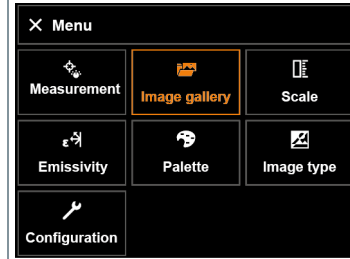 Menu
Measurement
Image gallery
Scale
ε
Emissivity
Palette
Image type
Configuration